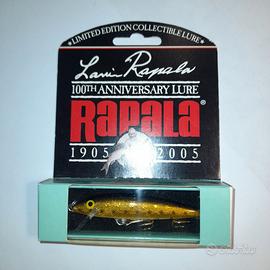 LIMITED EDITION COLLECTIBLE LURE
Lauri Rapala
100TH ANNIVERSARY LURE
RAPALA®
1905 2005